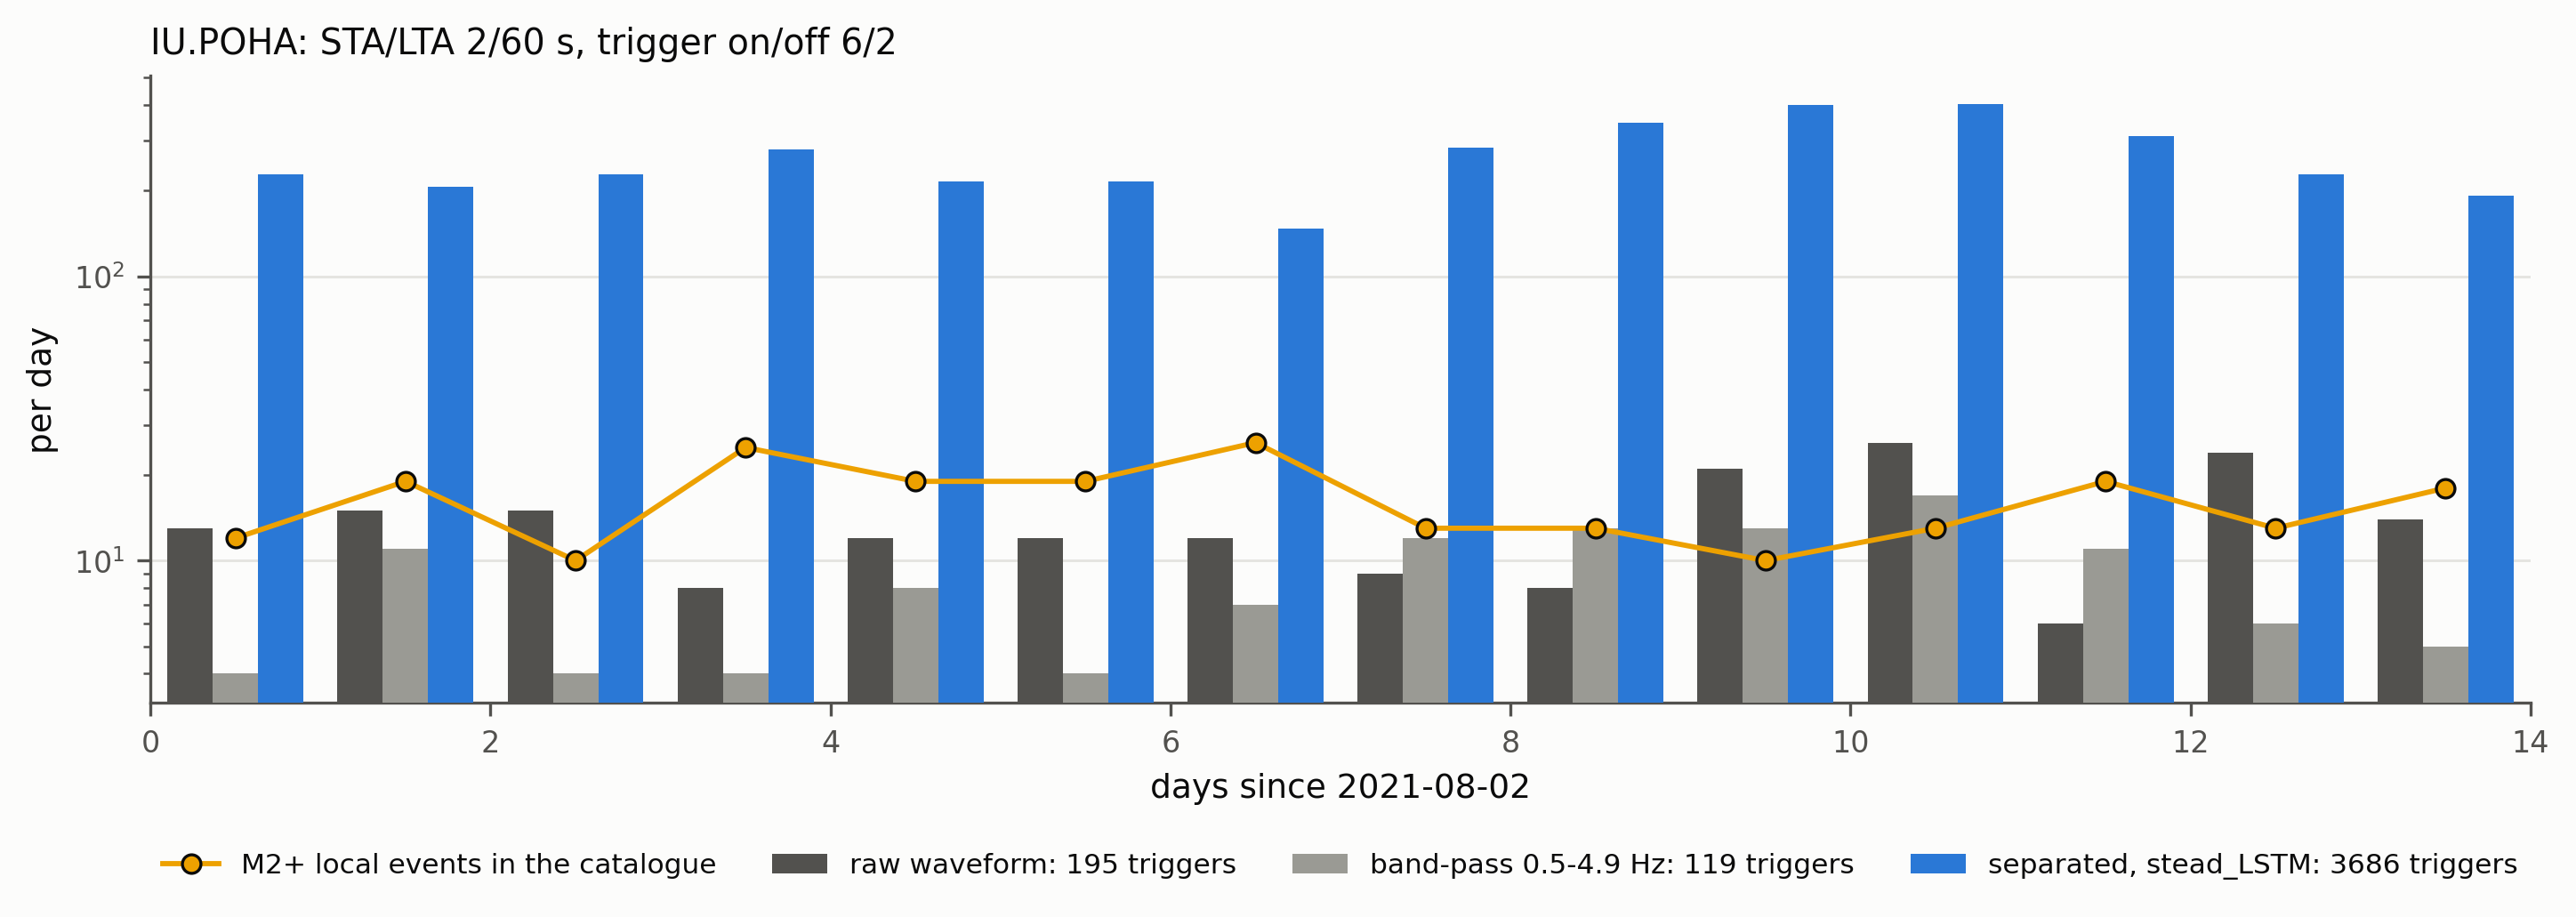 IU.POHA: STA/LTA 2/60 s, trigger on/off 6/2
per day
10²
10¹
0 2 4 6 8 10 12 14
days since 2021-08-02
M2+ local events in the catalogue
raw waveform: 195 triggers
band-pass 0.5-4.9 Hz: 119 triggers
separated, stead_LSTM: 3686 triggers